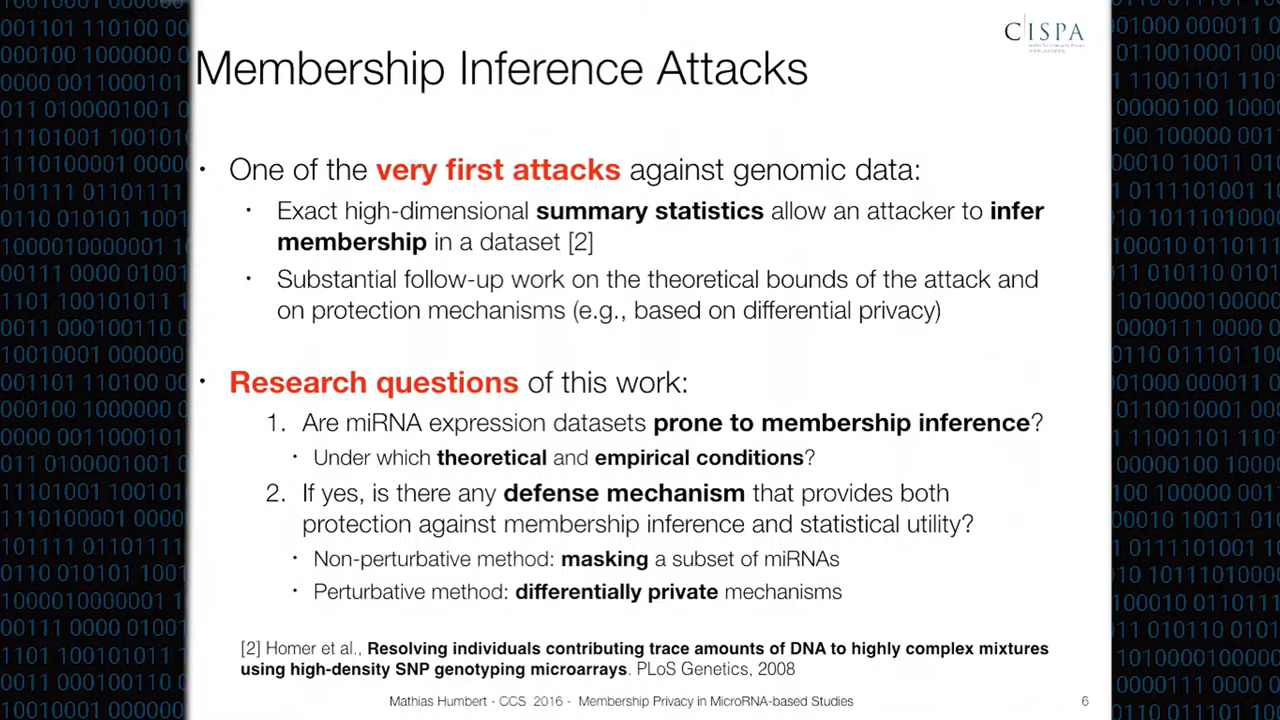 CISPA
Membership Inference Attacks
• One of the very first attacks against genomic data:
• Exact high-dimensional summary statistics allow an attacker to infer
membership in a dataset [2]
• Substantial follow-up work on the theoretical bounds of the attack and
on protection mechanisms (e.g., based on differential privacy)
• Research questions of this work:
1. Are miRNA expression datasets prone to membership inference?
• Under which theoretical and empirical conditions?
2. If yes, is there any defense mechanism that provides both
protection against membership inference and statistical utility?
• Non-perturbative method: masking a subset of miRNAs
• Perturbative method: differentially private mechanisms
[2] Homer et al., Resolving individuals contributing trace amounts of DNA to highly complex mixtures
using high-density SNP genotyping microarrays. PLoS Genetics, 2008
Mathias Humbert - CCS 2016 - Membership Privacy in MicroRNA-based Studies
6